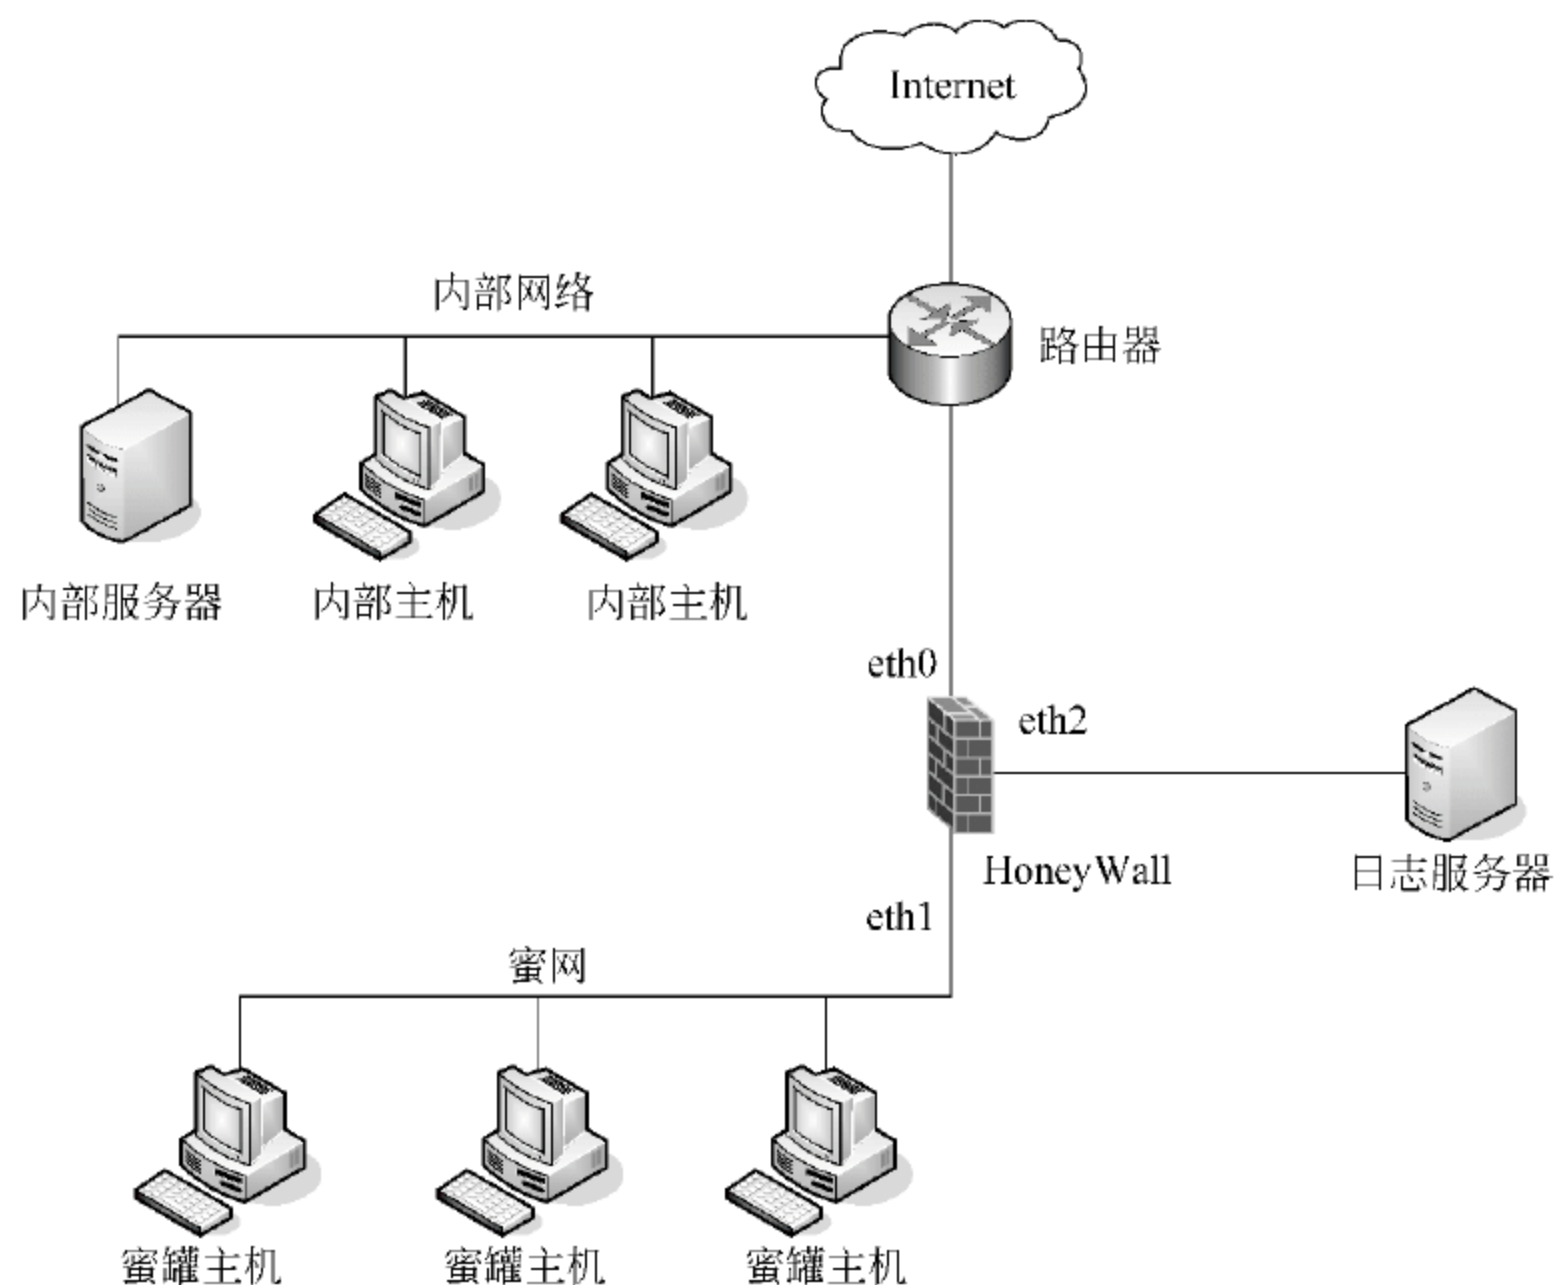 Internet
内部网络
路由器
内部服务器
内部主机
内部主机
eth0
eth2
HoneyWall
日志服务器
eth1
蜜网
蜜罐主机
蜜罐主机
蜜罐主机